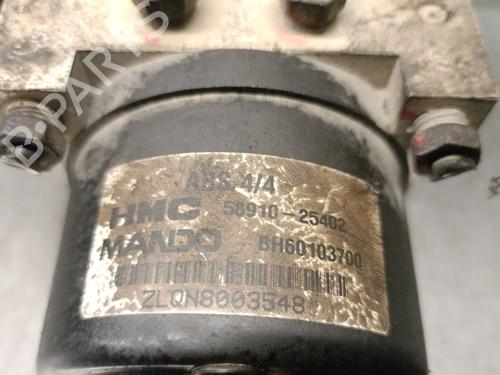 B-PARTS
ABS 4/4
HMC 58910-25402
MANDO BH60103700
ZLQN8003548